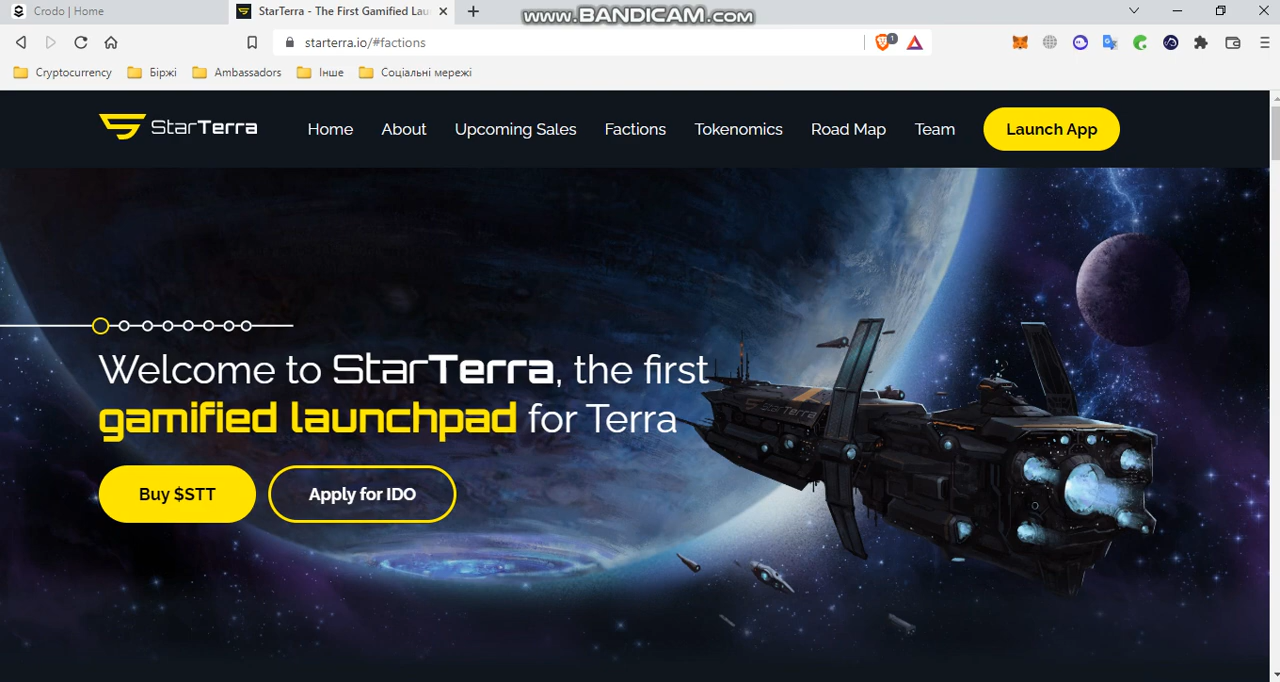 www.BANDICAM.com
Crodo | Home
StarTerra - The First Gamified Lau
starterra.io/#factions
1
Cryptocurrency
Біржі
Ambassadors
Інше
Соціальні мережі
StarTerra
Home
About
Upcoming Sales
Factions
Tokenomics
Road Map
Team
Launch App
Welcome to StarTerra, the first
gamified launchpad for Terra
Buy $STT
Apply for IDO
StarTerra